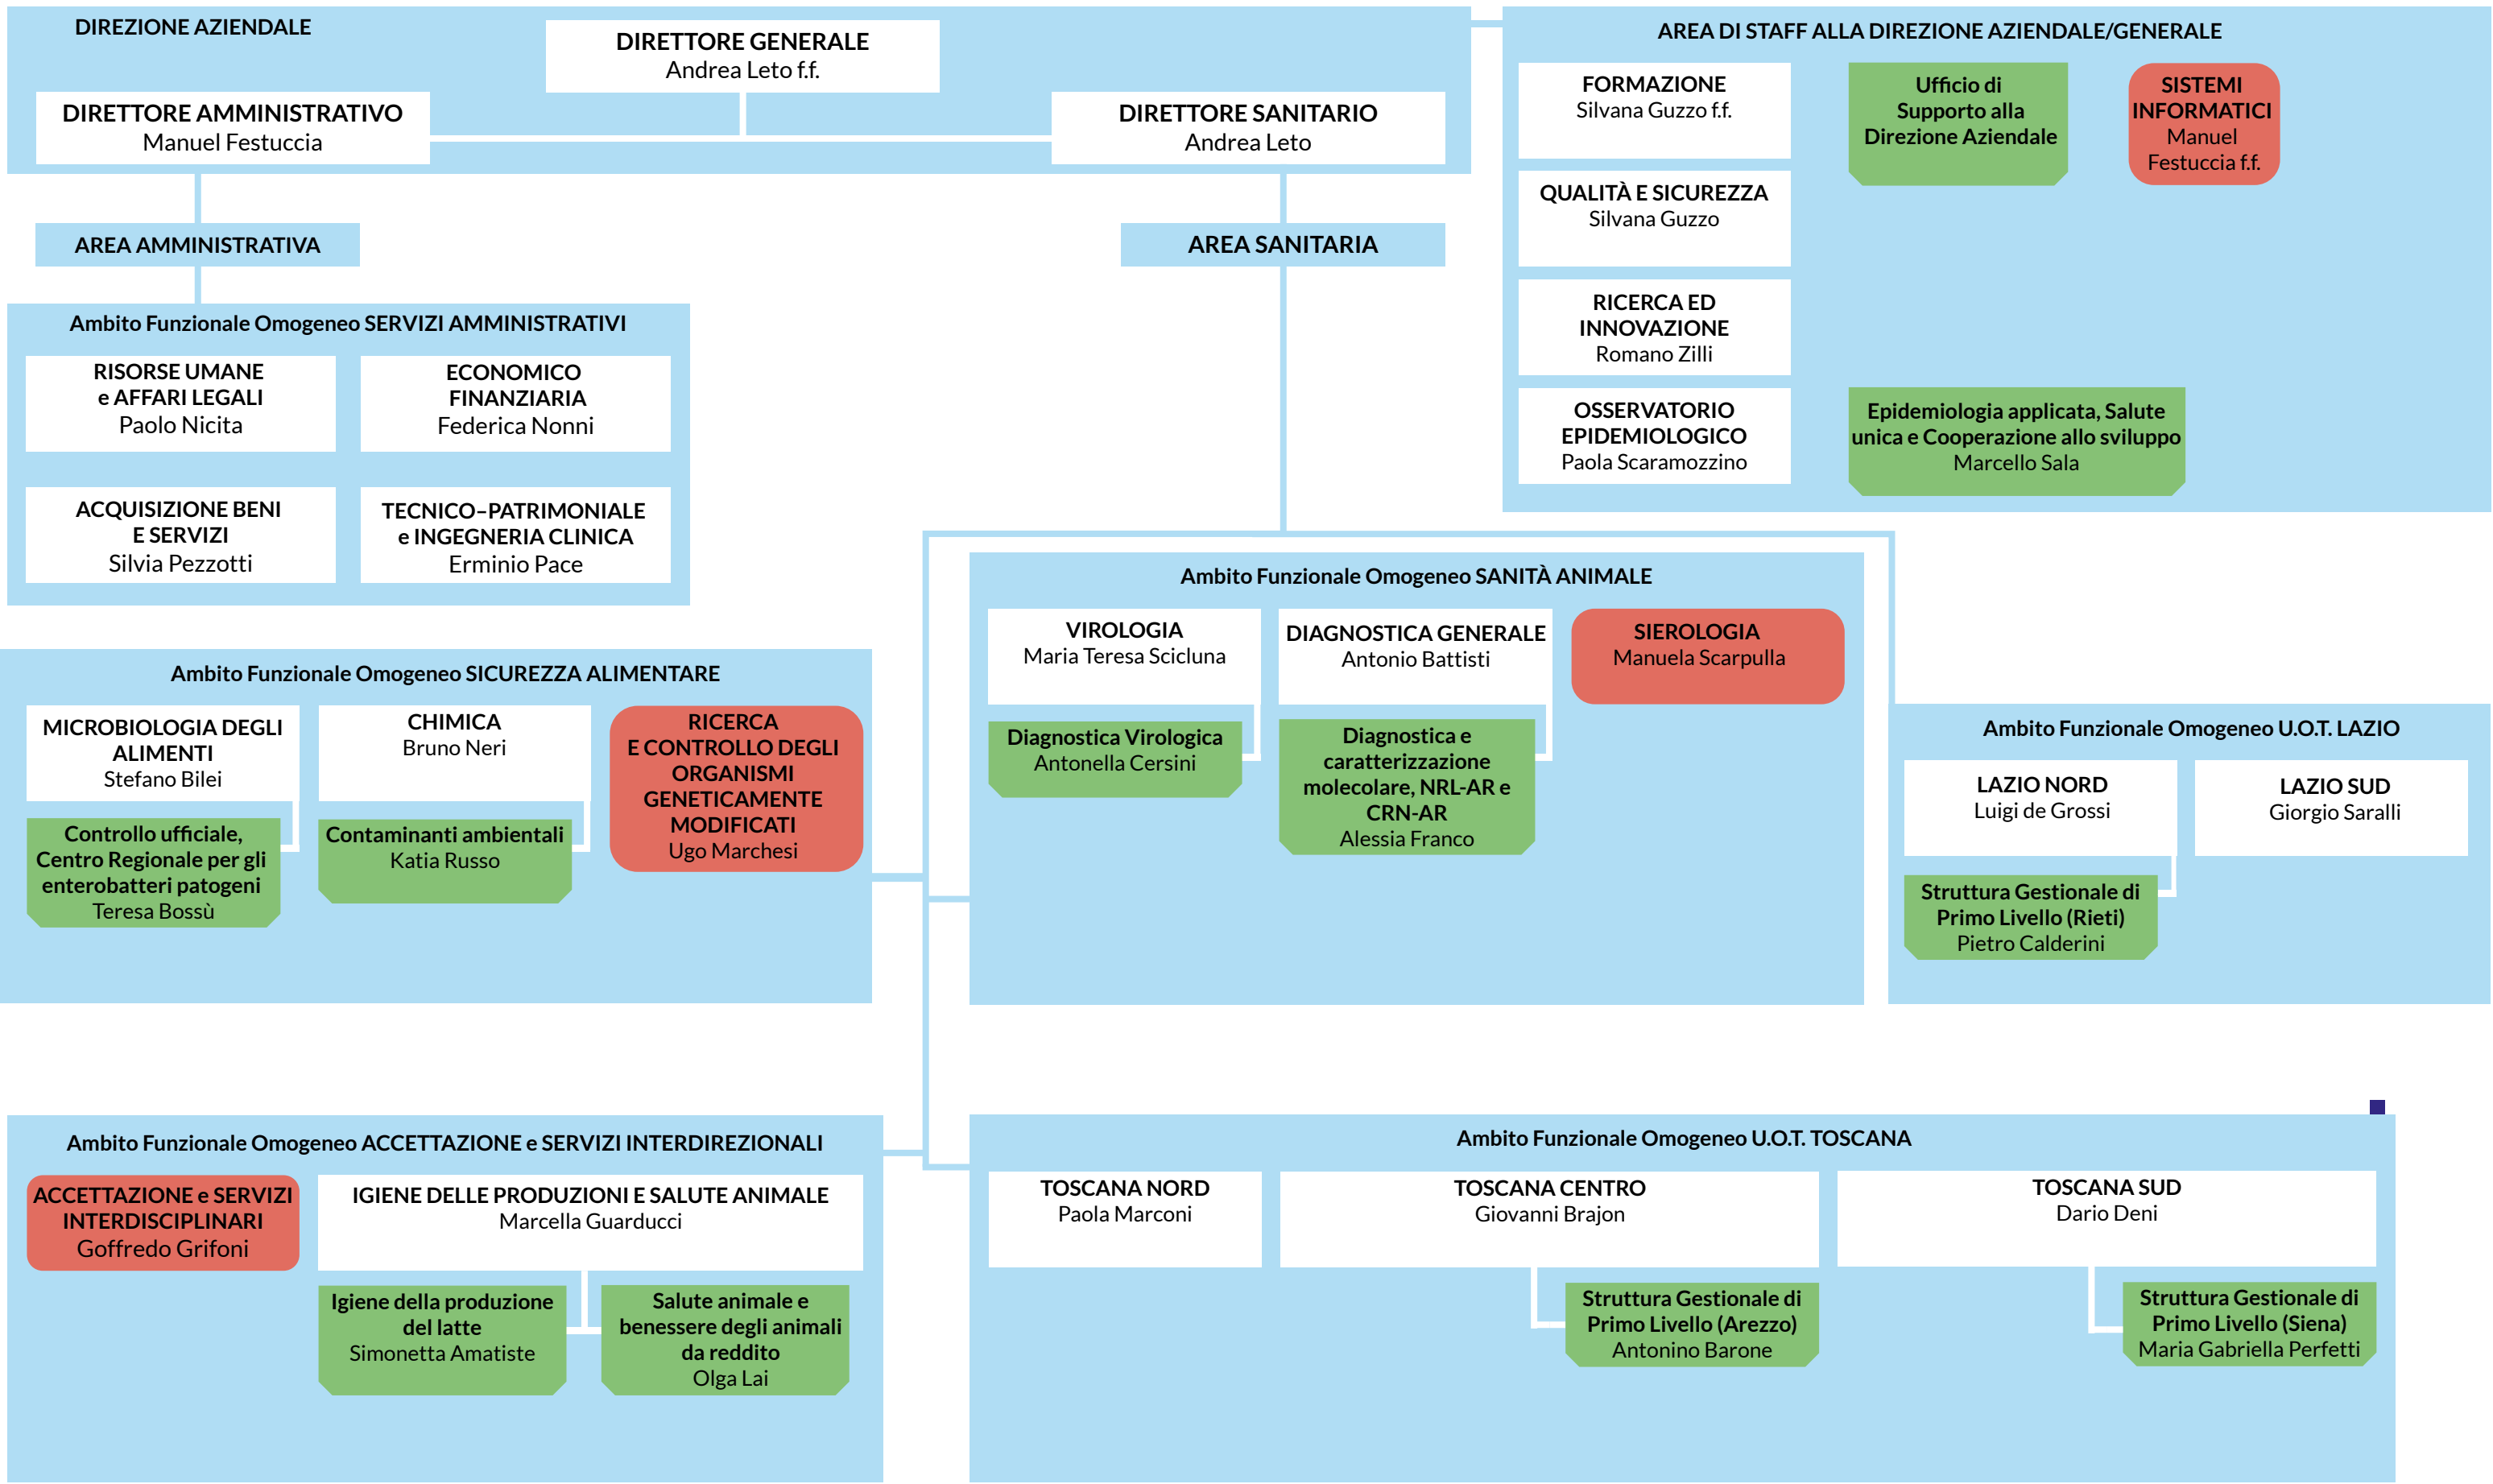 DIREZIONE AZIENDALE
DIRETTORE GENERALE
Andrea Leto f.f.
DIRETTORE AMMINISTRATIVO
Manuel Festuccia
DIRETTORE SANITARIO
Andrea Leto
AREA DI STAFF ALLA DIREZIONE AZIENDALE/GENERALE
FORMAZIONE
Silvana Guzzo f.f.
Ufficio di
Supporto alla
Direzione Aziendale
SISTEMI
INFORMATICI
Manuel
Festuccia f.f.
QUALITÀ E SICUREZZA
Silvana Guzzo
RICERCA ED
INNOVAZIONE
Romano Zilli
OSSERVATORIO
EPIDEMIOLOGICO
Paola Scaramozzino
Epidemiologia applicata, Salute
unica e Cooperazione allo sviluppo
Marcello Sala
AREA AMMINISTRATIVA
AREA SANITARIA
Ambito Funzionale Omogeneo SERVIZI AMMINISTRATIVI
RISORSE UMANE
e AFFARI LEGALI
Paolo Nicita
ECONOMICO
FINANZIARIA
Federica Nonni
ACQUISIZIONE BENI
E SERVIZI
Silvia Pezzotti
TECNICO–PATRIMONIALE
e INGEGNERIA CLINICA
Erminio Pace
Ambito Funzionale Omogeneo SANITÀ ANIMALE
VIROLOGIA
Maria Teresa Scicluna
DIAGNOSTICA GENERALE
Antonio Battisti
SIEROLOGIA
Manuela Scarpulla
Diagnostica Virologica
Antonella Cersini
Diagnostica e
caratterizzazione
molecolare, NRL-AR e
CRN-AR
Alessia Franco
Ambito Funzionale Omogeneo SICUREZZA ALIMENTARE
MICROBIOLOGIA DEGLI
ALIMENTI
Stefano Bilei
CHIMICA
Bruno Neri
RICERCA
E CONTROLLO DEGLI
ORGANISMI
GENETICAMENTE
MODIFICATI
Ugo Marchesi
Controllo ufficiale,
Centro Regionale per gli
enterobatteri patogeni
Teresa Bossù
Contaminanti ambientali
Katia Russo
Ambito Funzionale Omogeneo U.O.T. LAZIO
LAZIO NORD
Luigi de Grossi
LAZIO SUD
Giorgio Saralli
Struttura Gestionale di
Primo Livello (Rieti)
Pietro Calderini
Ambito Funzionale Omogeneo ACCETTAZIONE e SERVIZI INTERDIREZIONALI
ACCETTAZIONE e SERVIZI
INTERDISCIPLINARI
Goffredo Grifoni
IGIENE DELLE PRODUZIONI E SALUTE ANIMALE
Marcella Guarducci
Igiene della produzione
del latte
Simonetta Amatiste
Salute animale e
benessere degli animali
da reddito
Olga Lai
Ambito Funzionale Omogeneo U.O.T. TOSCANA
TOSCANA NORD
Paola Marconi
TOSCANA CENTRO
Giovanni Brajon
TOSCANA SUD
Dario Deni
Struttura Gestionale di
Primo Livello (Arezzo)
Antonino Barone
Struttura Gestionale di
Primo Livello (Siena)
Maria Gabriella Perfetti